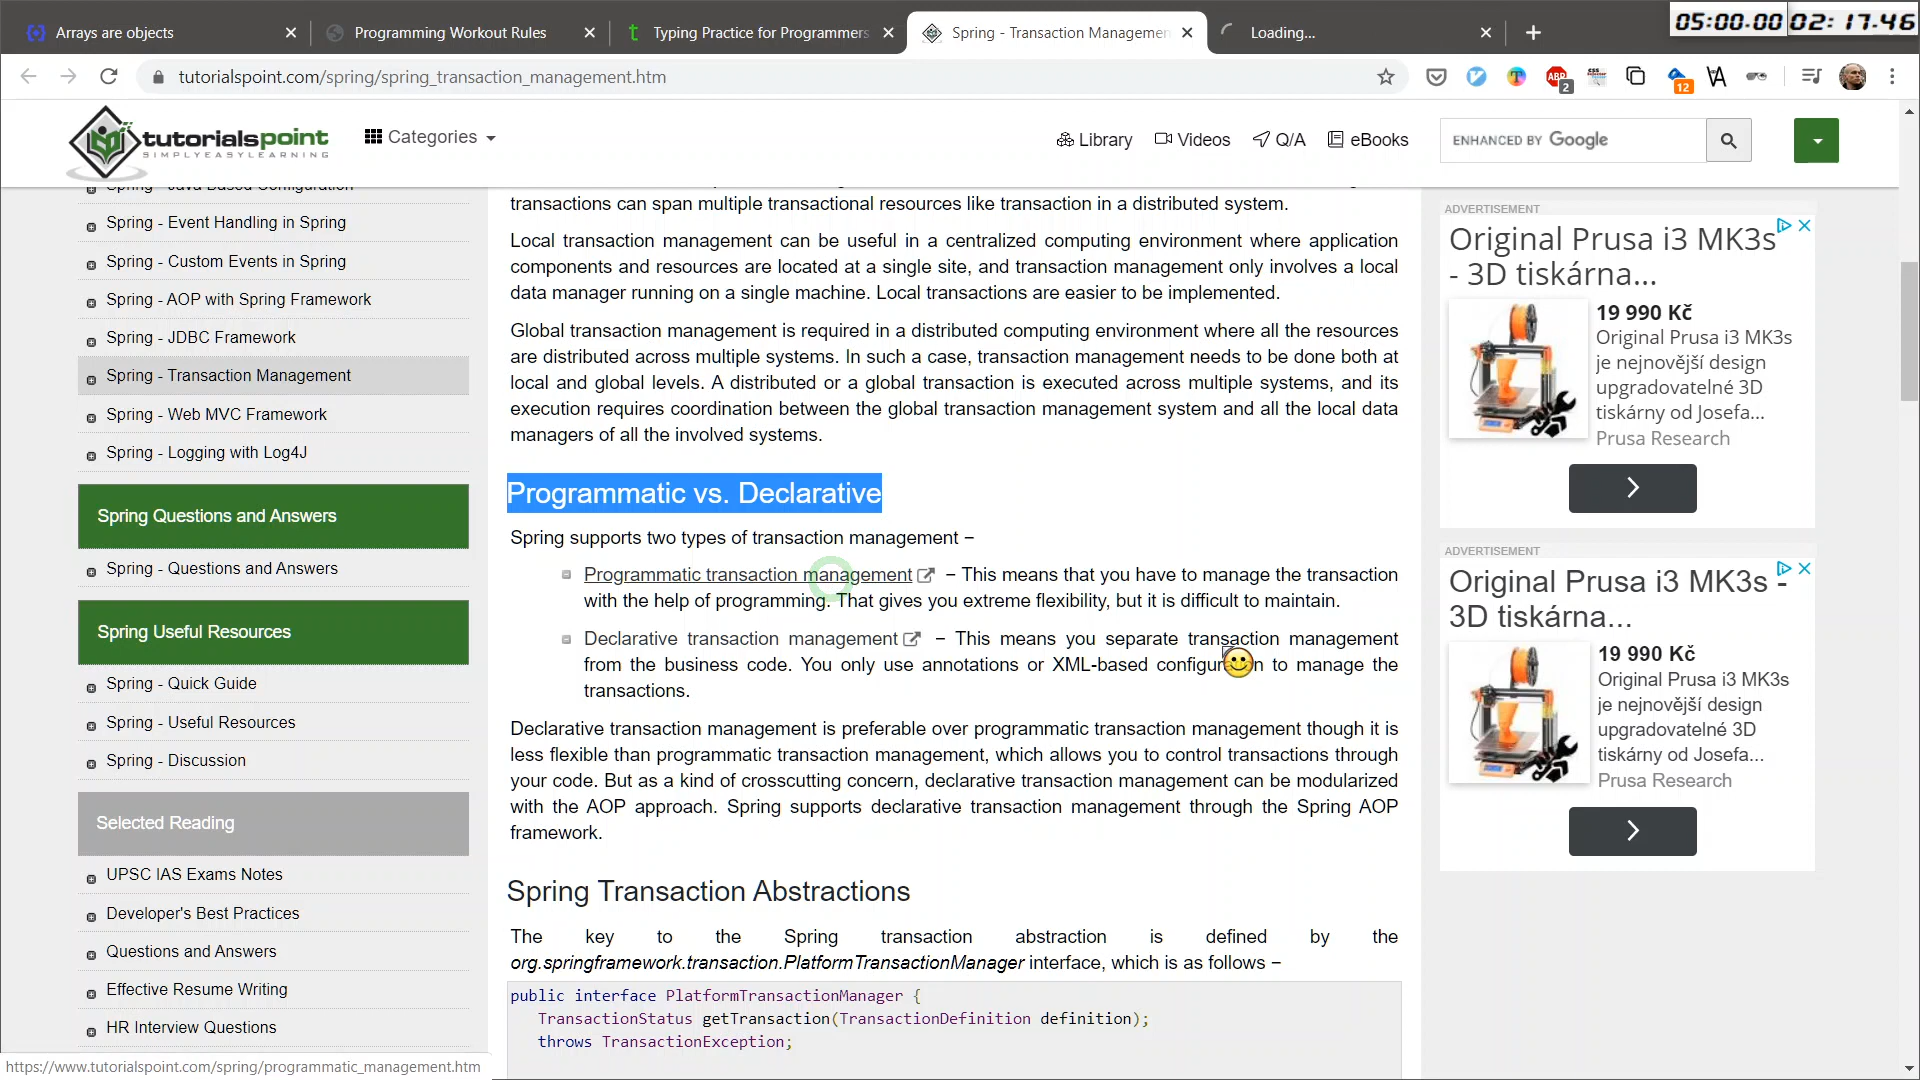 Arrays are objects
Programming Workout Rules
Typing Practice for Programmers
Spring - Transaction Managemen
Loading...
05:00.00 02:17.46
tutorialspoint.com/spring/spring_transaction_management.htm
ABP
2
css
12
tutorialspoint
SIMPLYEASYLEARNING
Categories
Library
Videos
Q/A
eBooks
ENHANCED BY Google
Spring - Java Based Configuration
Spring - Event Handling in Spring
Spring - Custom Events in Spring
Spring - AOP with Spring Framework
Spring - JDBC Framework
Spring - Transaction Management
Spring - Web MVC Framework
Spring - Logging with Log4J
Spring Questions and Answers
Spring - Questions and Answers
Spring Useful Resources
Spring - Quick Guide
Spring - Useful Resources
Spring - Discussion
Selected Reading
UPSC IAS Exams Notes
Developer's Best Practices
Questions and Answers
Effective Resume Writing
HR Interview Questions
transactions can span multiple transactional resources like transaction in a distributed system.
Local transaction management can be useful in a centralized computing environment where application
components and resources are located at a single site, and transaction management only involves a local
data manager running on a single machine. Local transactions are easier to be implemented.
Global transaction management is required in a distributed computing environment where all the resources
are distributed across multiple systems. In such a case, transaction management needs to be done both at
local and global levels. A distributed or a global transaction is executed across multiple systems, and its
execution requires coordination between the global transaction management system and all the local data
managers of all the involved systems.
Programmatic vs. Declarative
Spring supports two types of transaction management −
Programmatic transaction management − This means that you have to manage the transaction
with the help of programming. That gives you extreme flexibility, but it is difficult to maintain.
Declarative transaction management − This means you separate transaction management
from the business code. You only use annotations or XML-based configuration to manage the
transactions.
Declarative transaction management is preferable over programmatic transaction management though it is
less flexible than programmatic transaction management, which allows you to control transactions through
your code. But as a kind of crosscutting concern, declarative transaction management can be modularized
with the AOP approach. Spring supports declarative transaction management through the Spring AOP
framework.
Spring Transaction Abstractions
The key to the Spring transaction abstraction is defined by the
org.springframework.transaction.PlatformTransactionManager interface, which is as follows −
public interface PlatformTransactionManager {
TransactionStatus getTransaction(TransactionDefinition definition);
throws TransactionException;
ADVERTISEMENT
Original Prusa i3 MK3s
- 3D tiskárna...
19 990 Kč
Original Prusa i3 MK3s
je nejnovější design
upgradovatelné 3D
tiskárny od Josefa...
Prusa Research
ADVERTISEMENT
Original Prusa i3 MK3s -
3D tiskárna...
19 990 Kč
Original Prusa i3 MK3s
je nejnovější design
upgradovatelné 3D
tiskárny od Josefa...
Prusa Research
https://www.tutorialspoint.com/spring/programmatic_management.htm